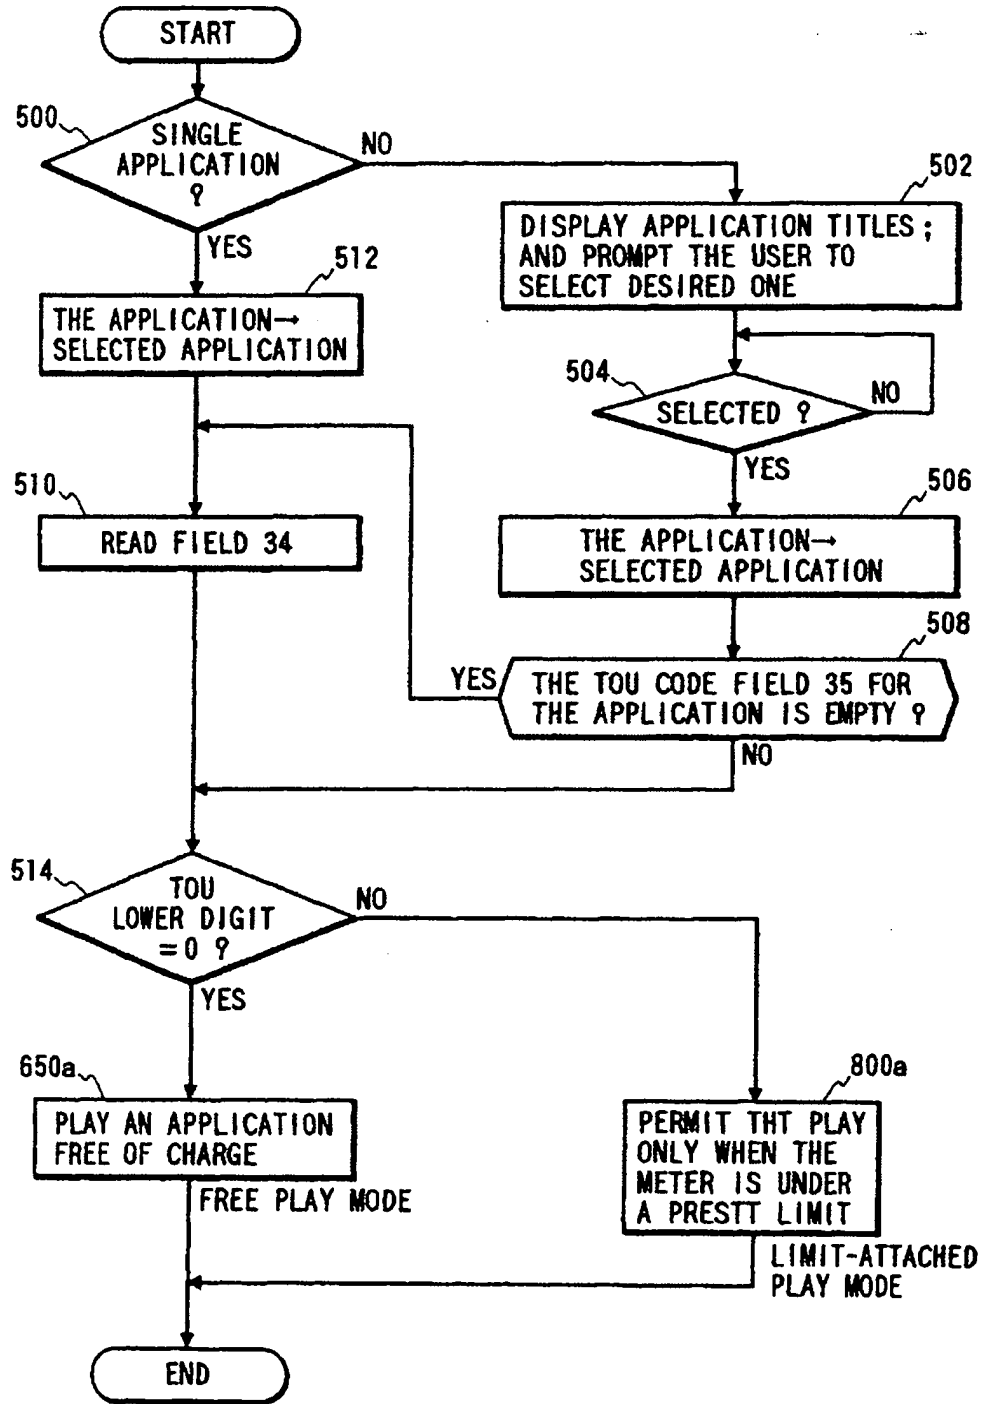 START
500
SINGLE
APPLICATION
?
NO
YES
502
DISPLAY APPLICATION TITLES;
AND PROMPT THE USER TO
SELECT DESIRED ONE
512
THE APPLICATION→
SELECTED APPLICATION
504
SELECTED ?
NO
YES
510
READ FIELD 34
506
THE APPLICATION→
SELECTED APPLICATION
508
YES
THE TOU CODE FIELD 35 FOR
THE APPLICATION IS EMPTY ?
NO
514
TOU
LOWER DIGIT
=0 ?
NO
YES
650a
PLAY AN APPLICATION
FREE OF CHARGE
FREE PLAY MODE
800a
PERMIT THT PLAY
ONLY WHEN THE
METER IS UNDER
A PRESTT LIMIT
LIMIT-ATTACHED
PLAY MODE
END